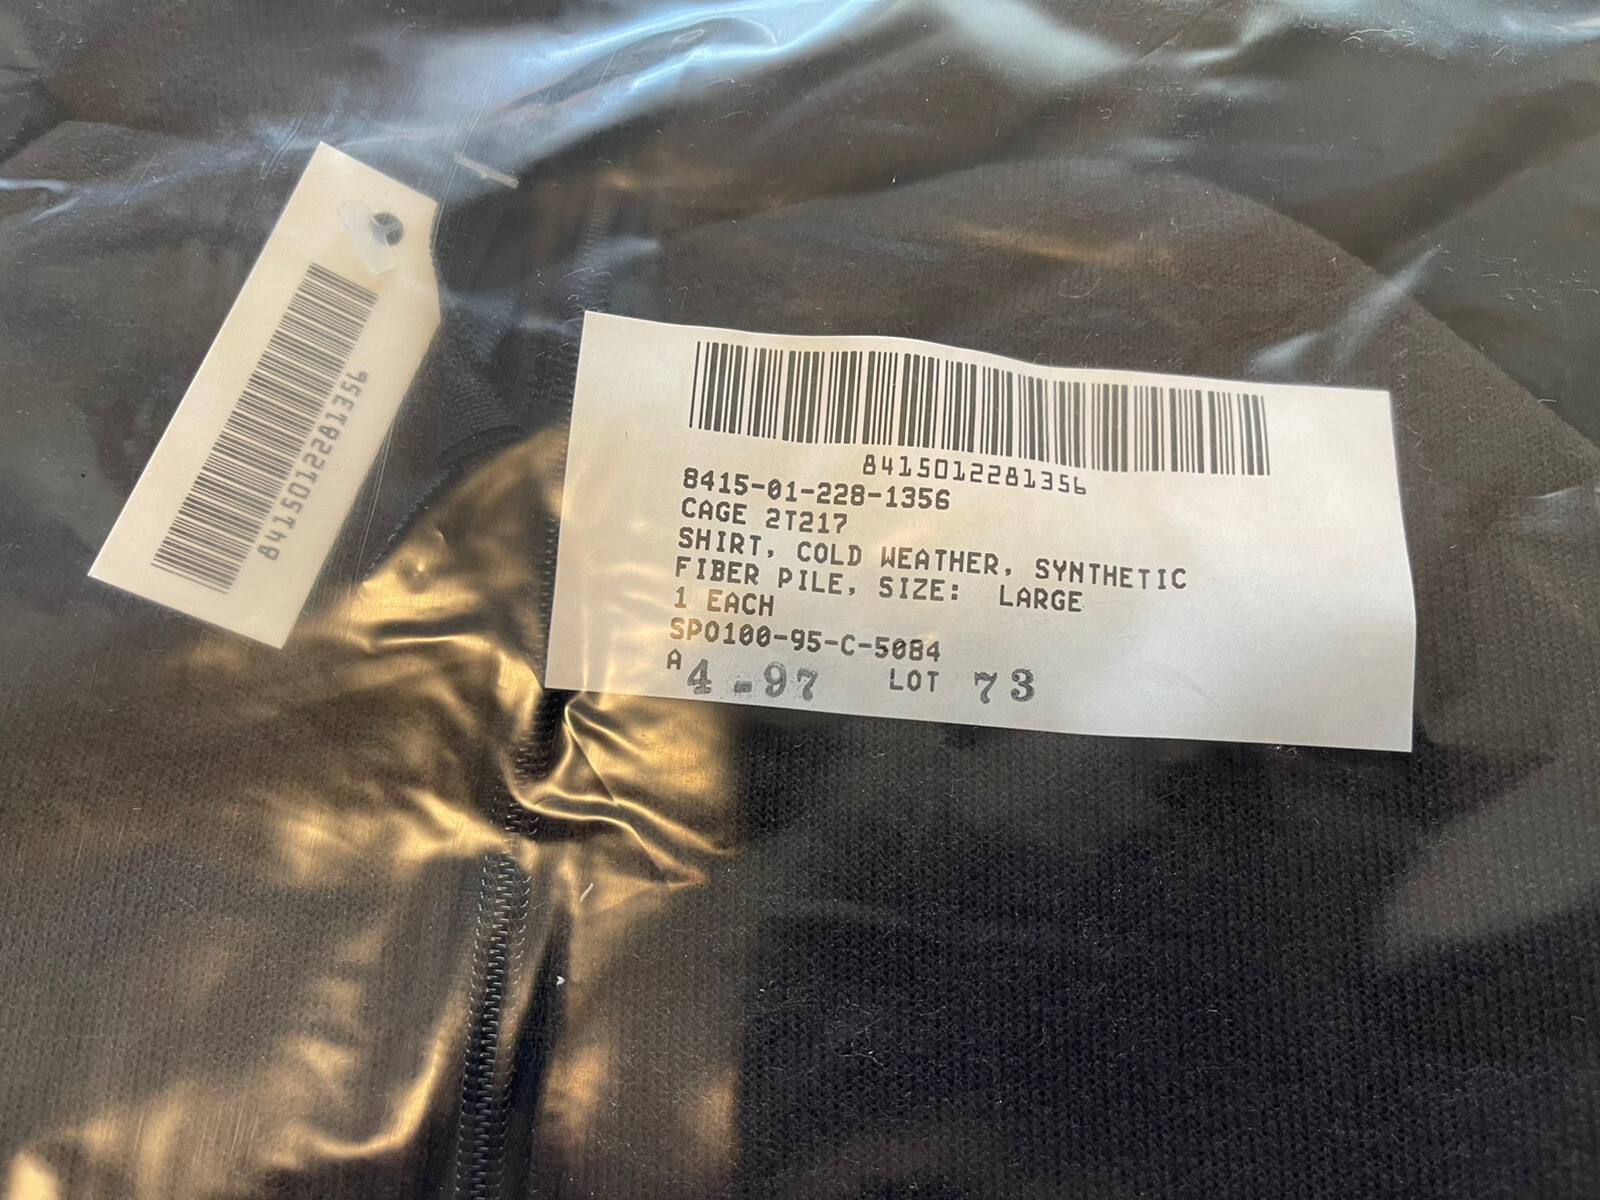 8415012281356
8415012281356
8415-01-228-1356
CAGE 2T217
SHIRT, COLD WEATHER, SYNTHETIC
FIBER PILE, SIZE: LARGE
1 EACH
SPO100-95-C-5084
A 4-97 LOT 73